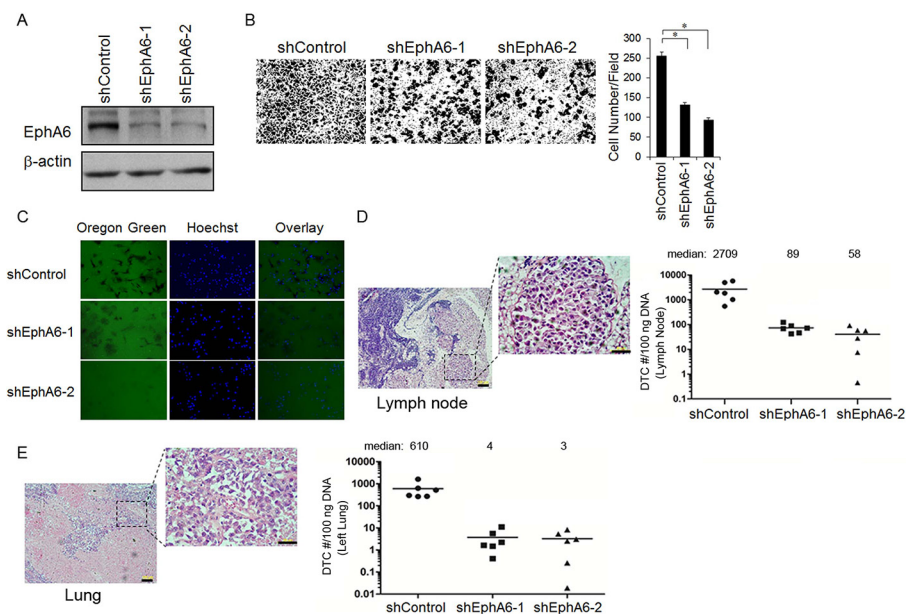 A
shControl
shEphA6-1
shEphA6-2
EphA6
β-actin
B
shControl
shEphA6-1
shEphA6-2
*
*
Cell Number/Field
300
250
200
150
100
50
0
shControl
shEphA6-1
shEphA6-2
C
Oregon Green
Hoechst
Overlay
shControl
shEphA6-1
shEphA6-2
D
Lymph node
median: 2709 89 58
DTC #/100 ng DNA
(Lymph Node)
10000
1000
100
10
1
0.1
shControl
shEphA6-1
shEphA6-2
E
Lung
median: 610 4 3
DTC #/100 ng DNA
(Left Lung)
10000
1000
100
10
1
0.1
0.01
shControl
shEphA6-1
shEphA6-2